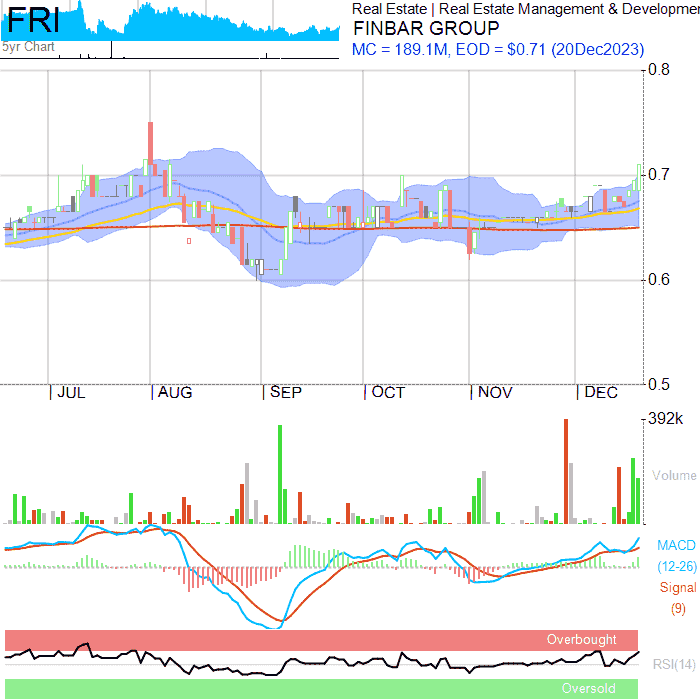 FRI
5yr Chart
Real Estate | Real Estate Management & Developmen
FINBAR GROUP
MC = 189.1M, EOD = $0.71 (20Dec2023)
0.8
0.7
0.6
0.5
JUL AUG SEP OCT NOV DEC
392k
Volume
MACD
(12-26)
Signal
(9)
Overbought
RSI(14)
Oversold